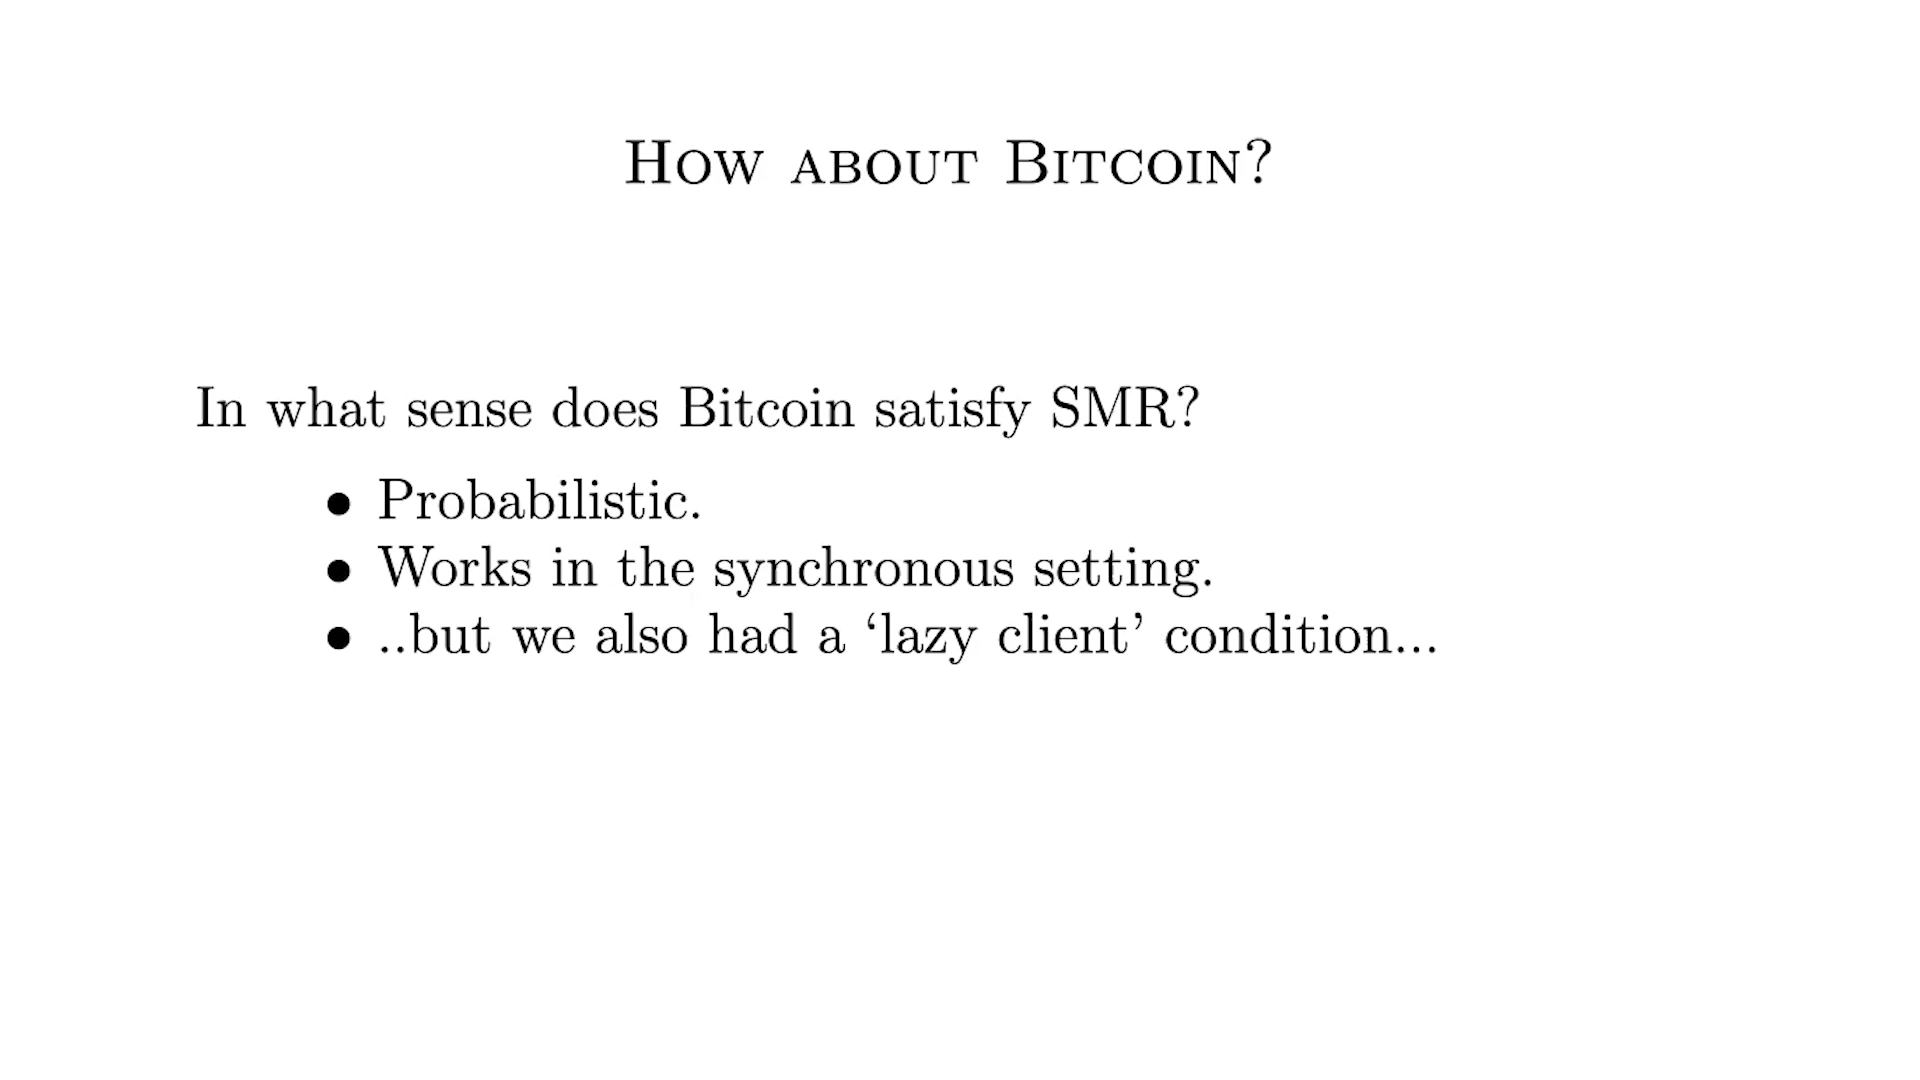 How about Bitcoin?
In what sense does Bitcoin satisfy SMR?
• Probabilistic.
• Works in the synchronous setting.
• ..but we also had a ‘lazy client’ condition...